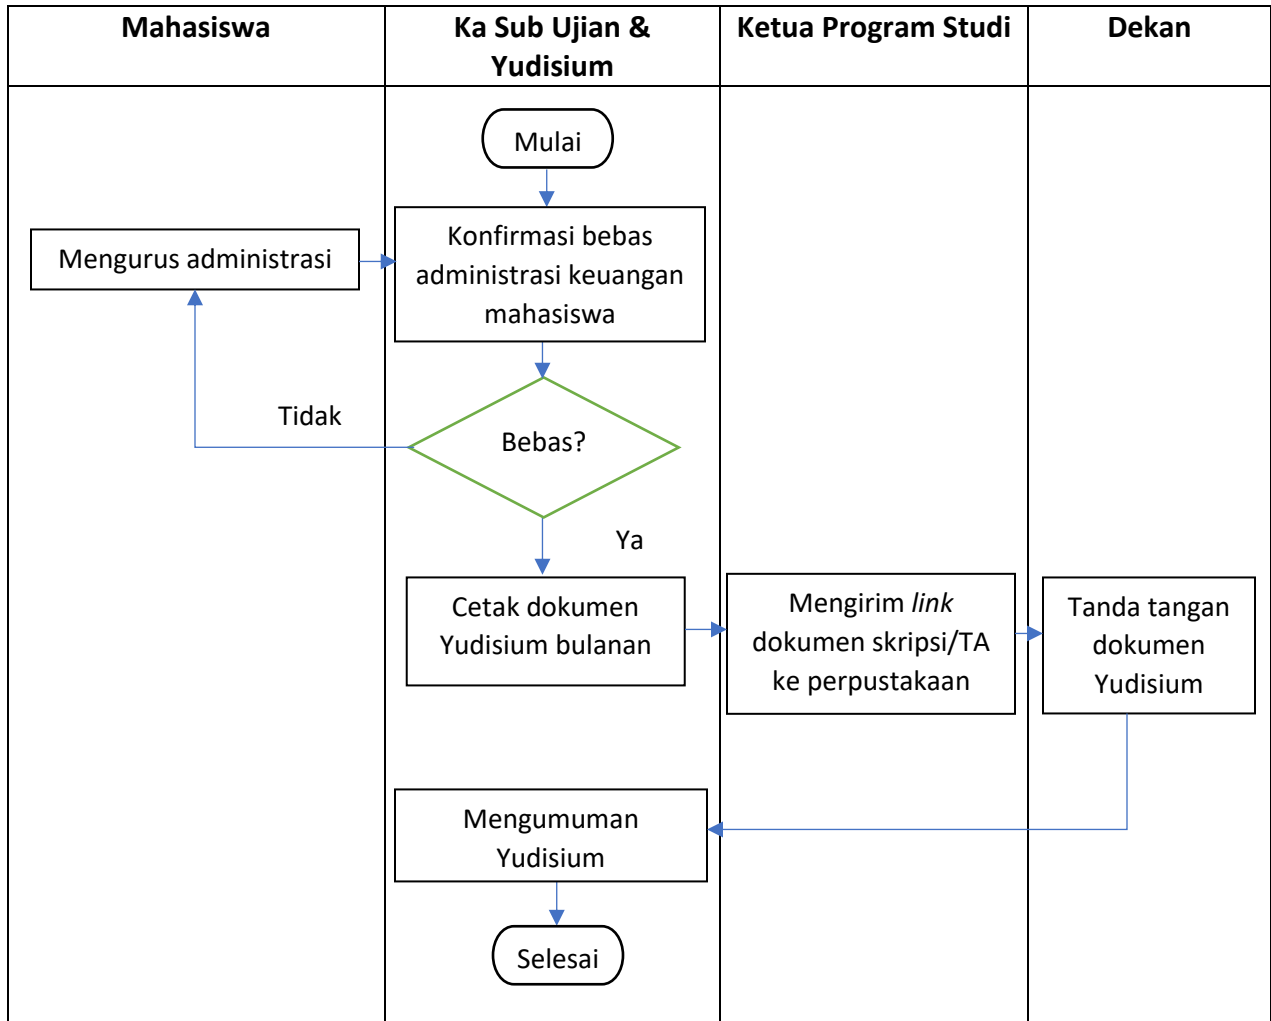 Mahasiswa
Ka Sub Ujian &
Yudisium
Ketua Program Studi
Dekan
Mulai
Mengurus administrasi
Konfirmasi bebas
administrasi keuangan
mahasiswa
Tidak
Bebas?
Ya
Cetak dokumen
Yudisium bulanan
Mengirim link
dokumen skripsi/TA
ke perpustakaan
Tanda tangan
dokumen
Yudisium
Mengumuman
Yudisium
Selesai